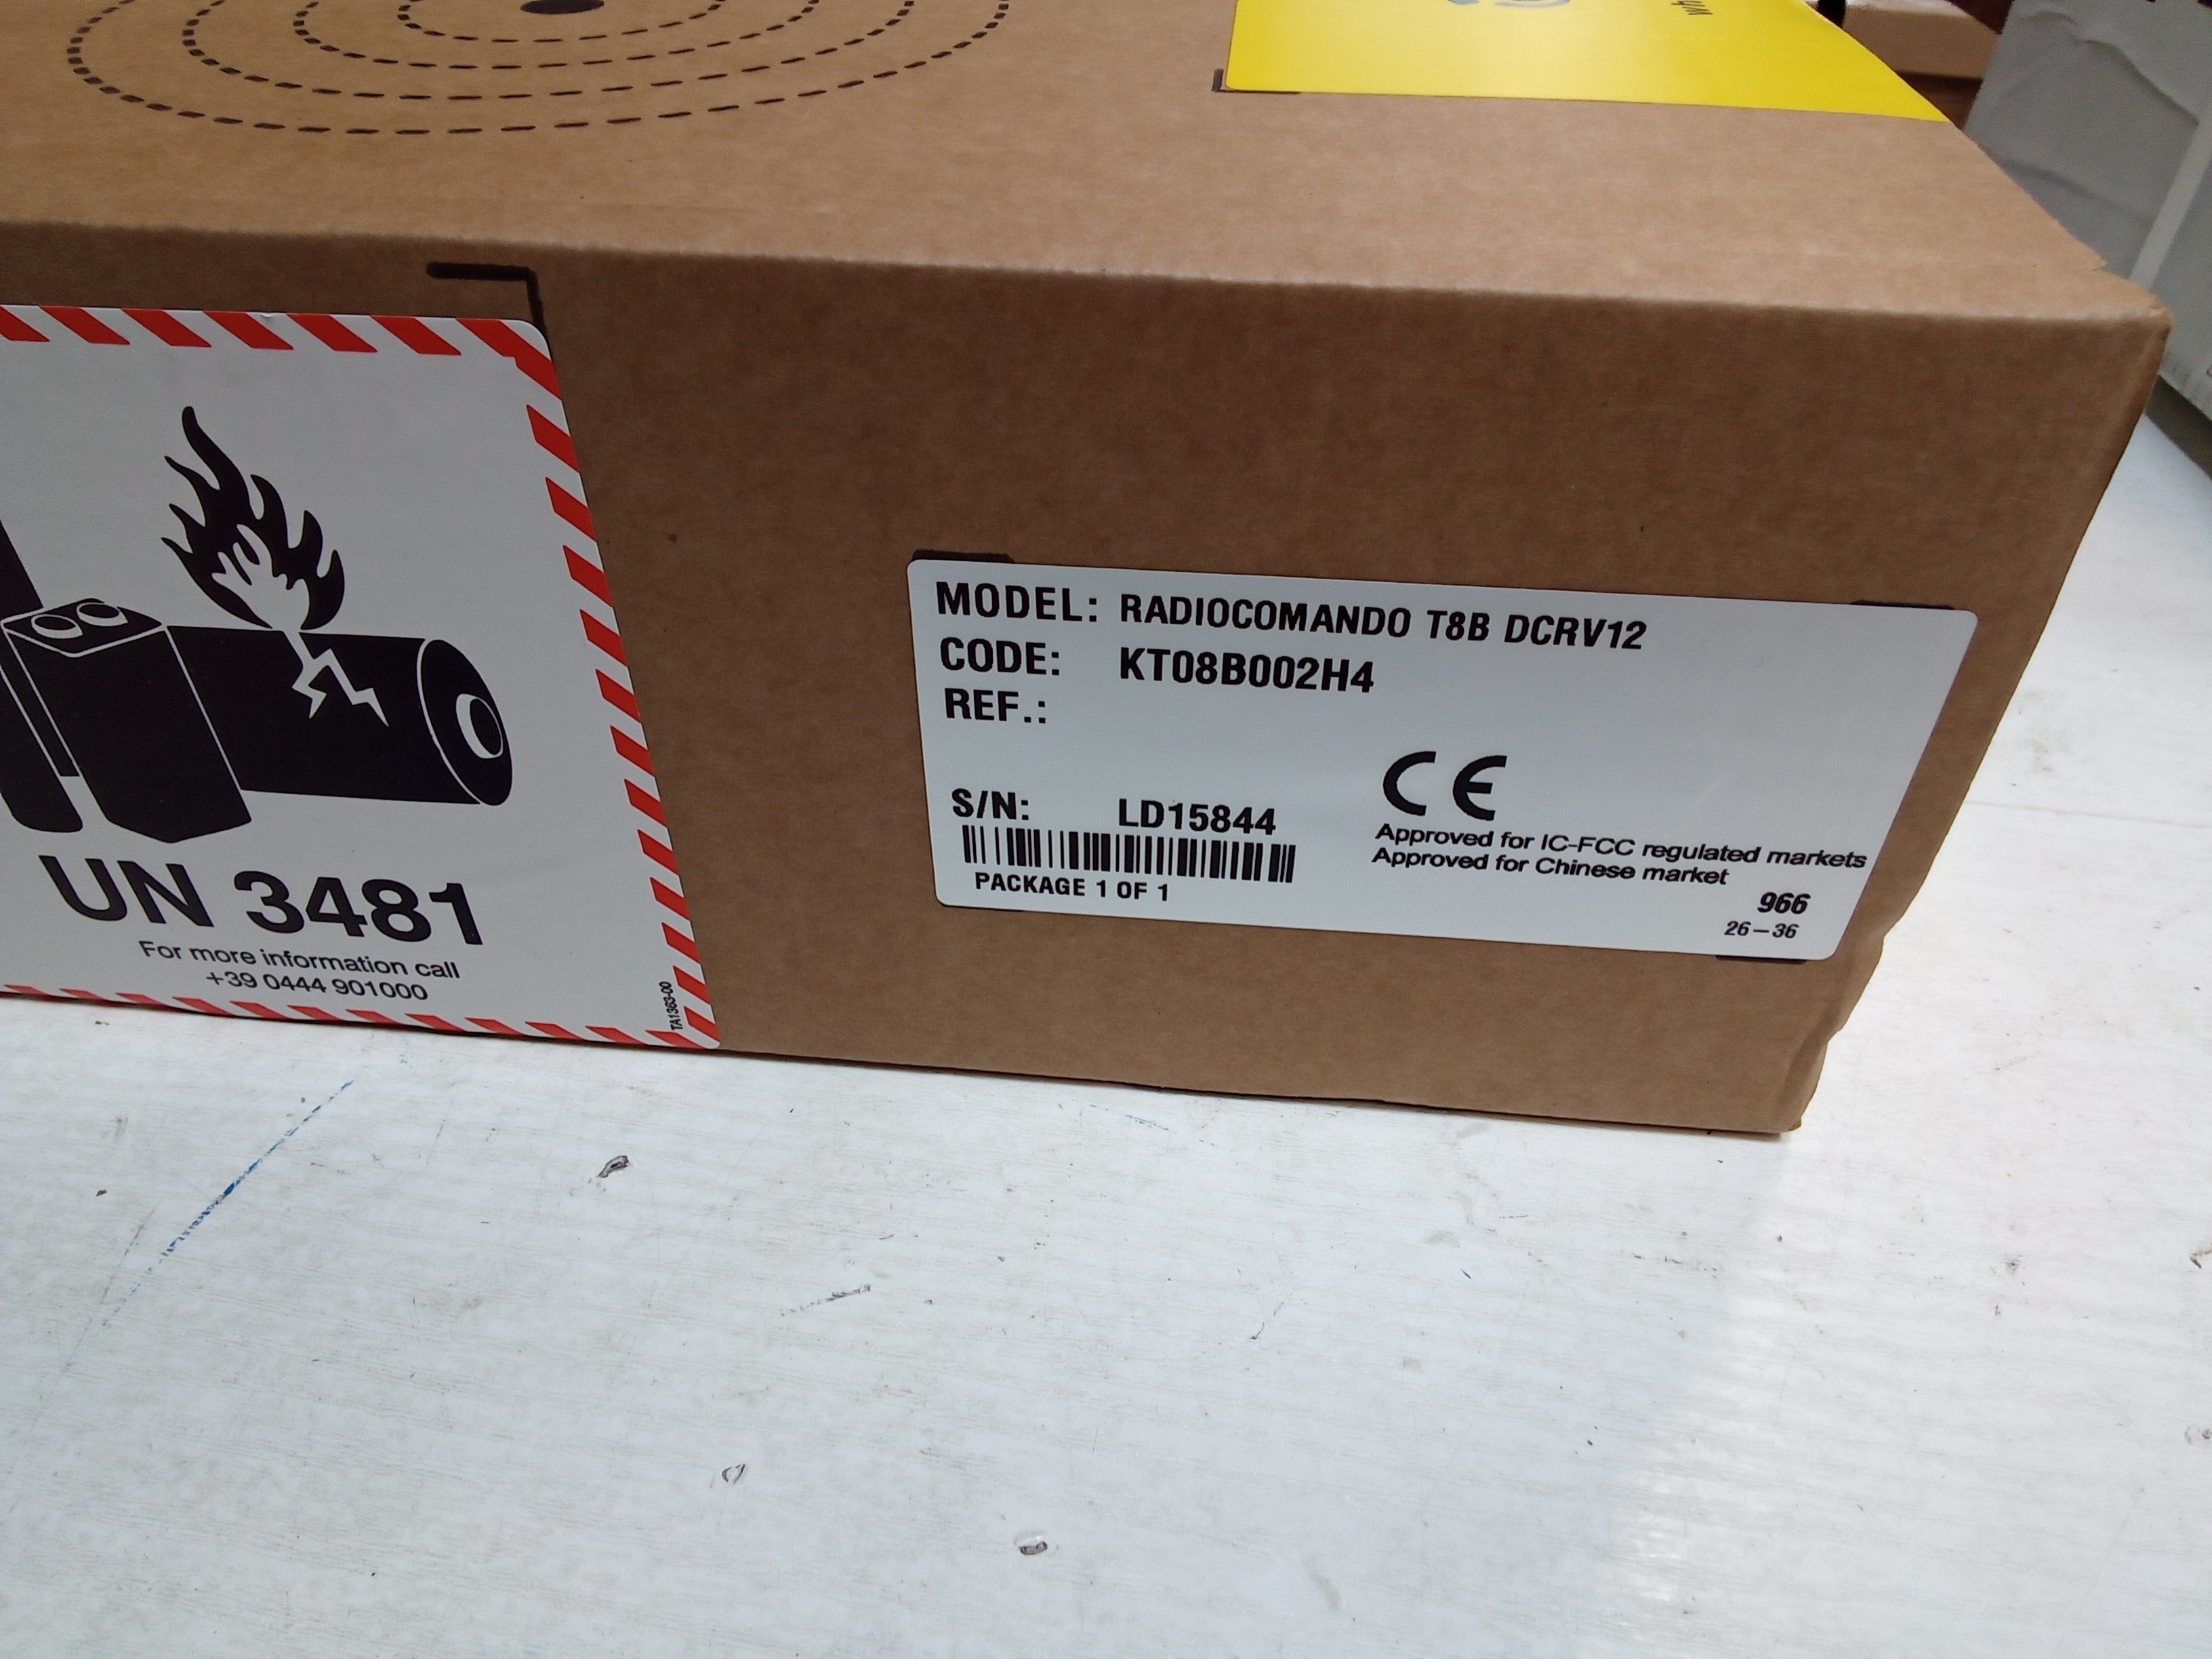 MODEL: RADIOCOMANDO T8B DCRV12
CODE: KT08B002H4
REF.:
S/N: LD15844
PACKAGE 1 OF 1
CE
Approved for IC-FCC regulated markets
Approved for Chinese market
966
26-36
UN 3481
For more information call
+39 0444 901000
TA1363-00